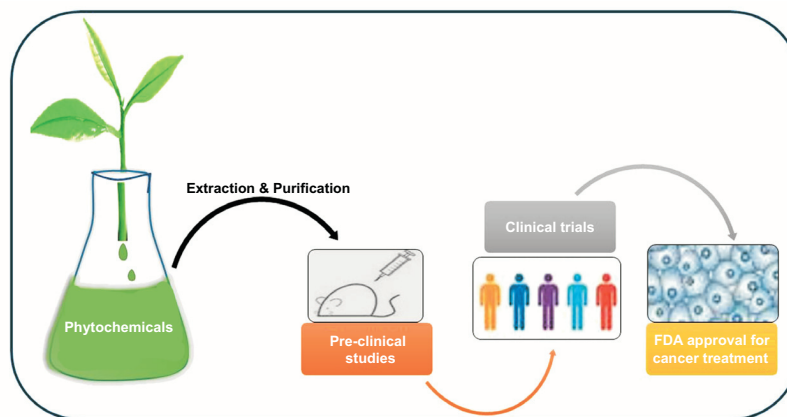 Extraction & Purification
Phytochemicals
Pre-clinical
studies
Clinical trials
FDA approval for
cancer treatment